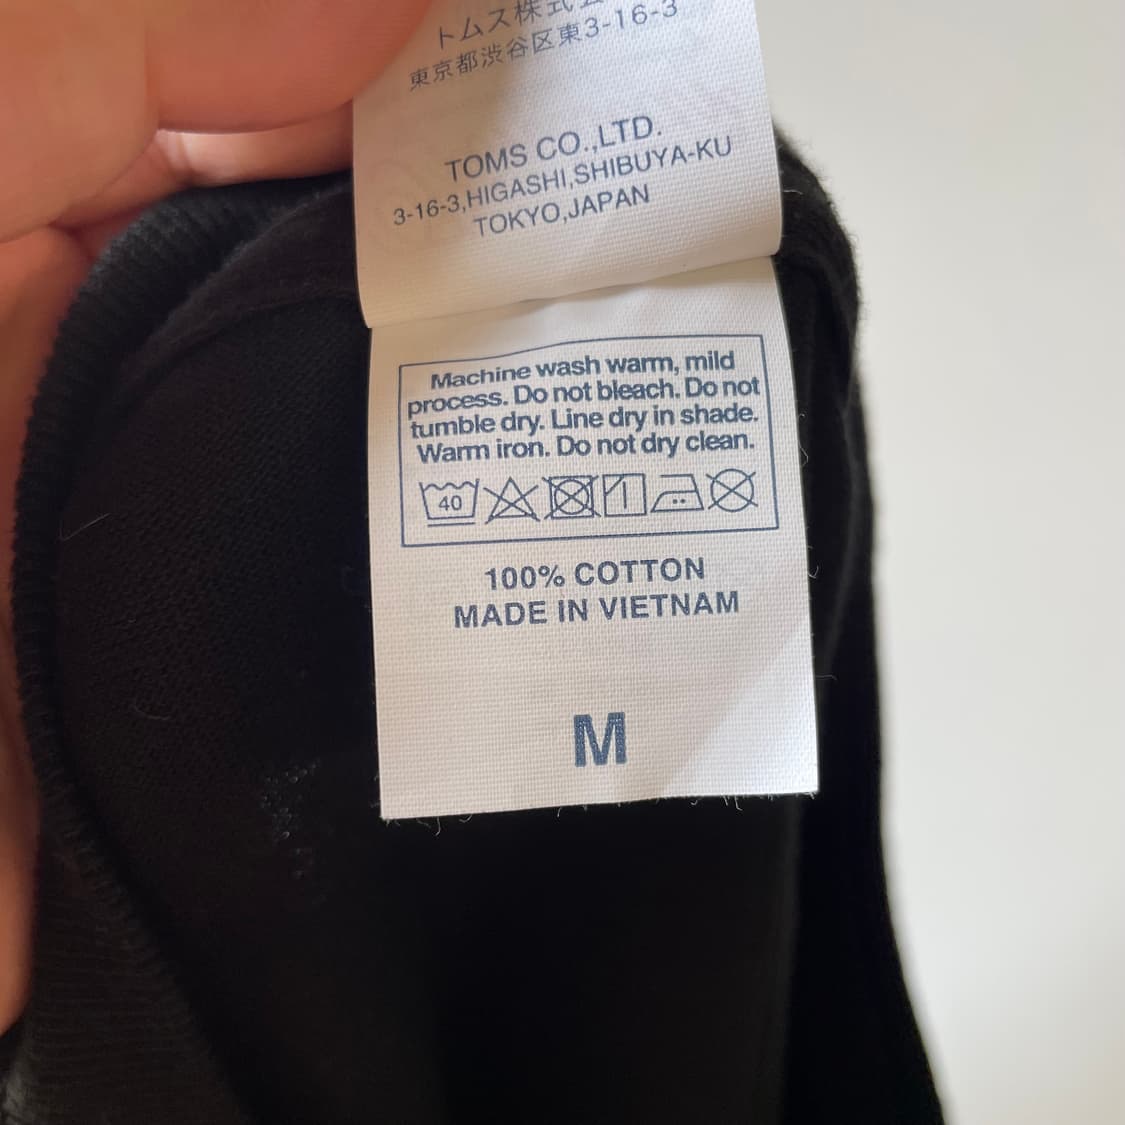 トムス株式会
東京都渋谷区東3-16-3
TOMS CO.,LTD.
3-16-3,HIGASHI,SHIBUYA-KU
TOKYO,JAPAN
Machine wash warm, mild
process. Do not bleach. Do not
tumble dry. Line dry in shade.
Warm iron. Do not dry clean.
40
100% COTTON
MADE IN VIETNAM
M